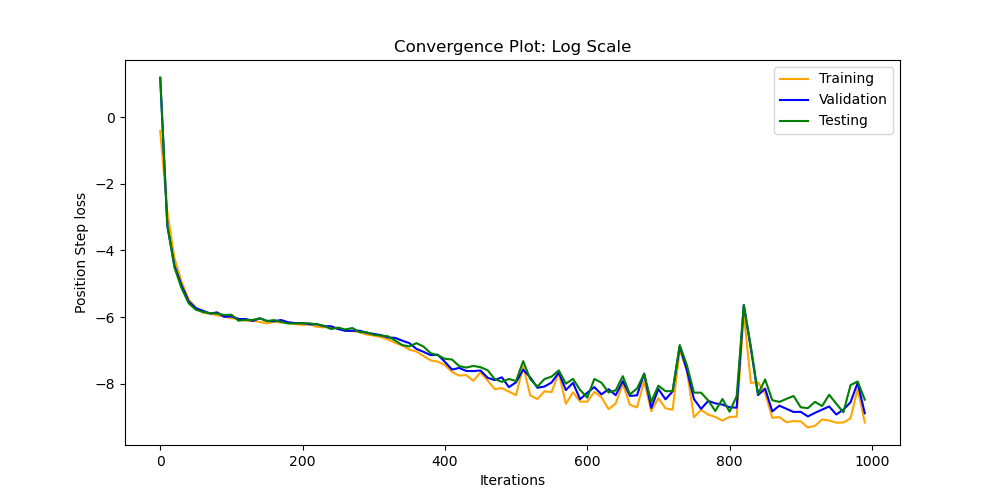 Convergence Plot: Log Scale
Training
Validation
Testing
Position Step loss
0
−2
−4
−6
−8
0
200
400
600
800
1000
Iterations